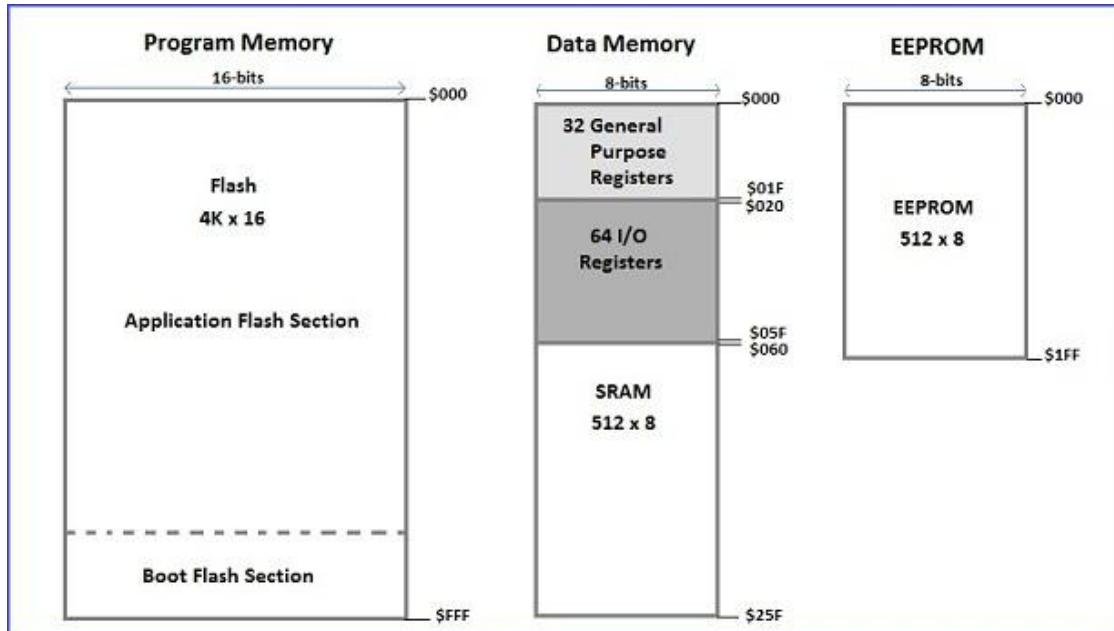 Program Memory
16-bits
$000
Flash
4K x 16
Application Flash Section
Boot Flash Section
$FFF
Data Memory
8-bits
$000
32 General
Purpose
Registers
$01F
$020
64 I/O
Registers
$05F
$060
SRAM
512 x 8
$25F
EEPROM
8-bits
$000
EEPROM
512 x 8
$1FF